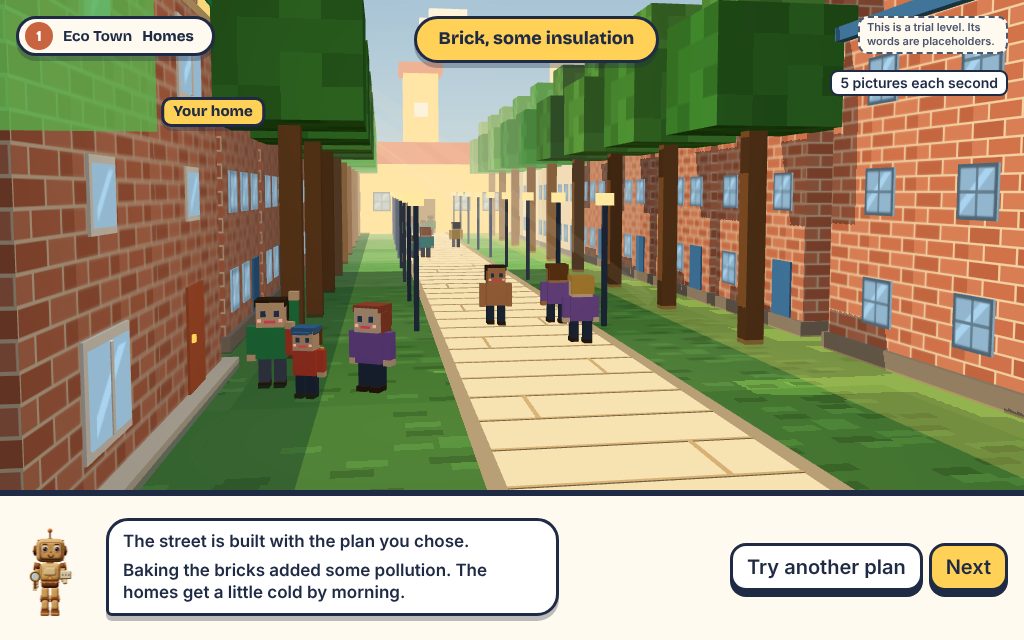 1 Eco Town Homes
Brick, some insulation
This is a trial level. Its
words are placeholders.
5 pictures each second
Your home
The street is built with the plan you chose.
Baking the bricks added some pollution. The
homes get a little cold by morning.
Try another plan
Next